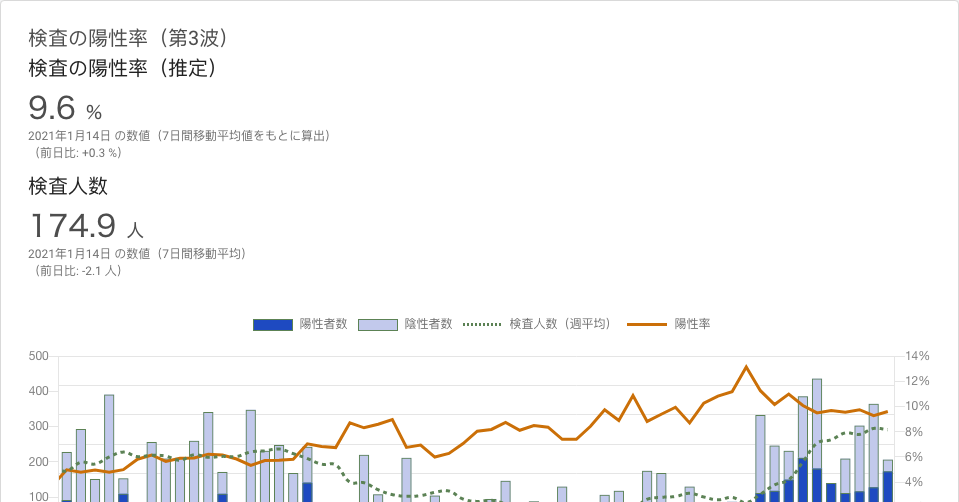 検査の陽性率（第3波）
検査の陽性率（推定）
9.6 %
2021年1月14日 の数値（7日間移動平均値をもとに算出）
（前日比: +0.3 %）
検査人数
174.9 人
2021年1月14日 の数値（7日間移動平均）
（前日比: -2.1 人）
陽性者数 陰性者数 検査人数（週平均） 陽性率
500 14%
12%
400
10%
300
8%
200 6%
4%
100